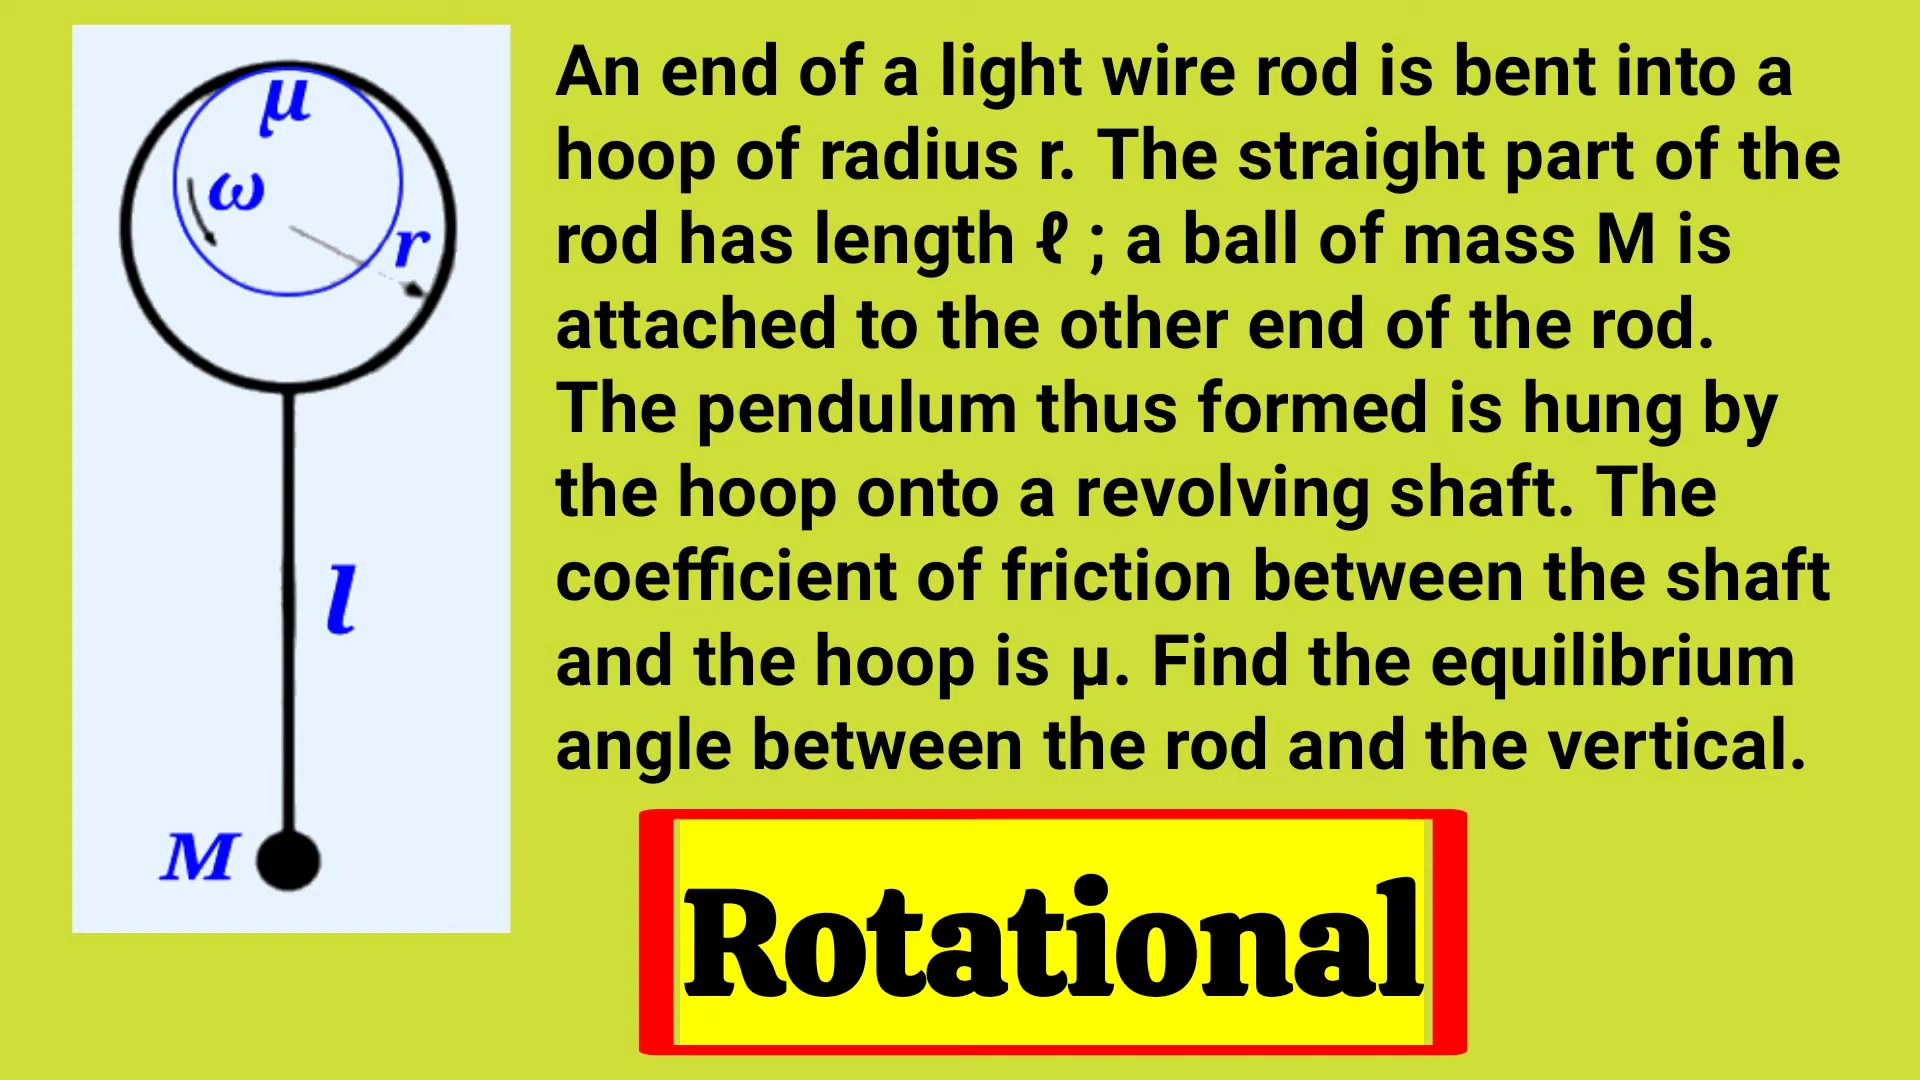 μ
ω
r
l
M
An end of a light wire rod is bent into a
hoop of radius r. The straight part of the
rod has length ℓ ; a ball of mass M is
attached to the other end of the rod.
The pendulum thus formed is hung by
the hoop onto a revolving shaft. The
coefficient of friction between the shaft
and the hoop is μ. Find the equilibrium
angle between the rod and the vertical.
Rotational